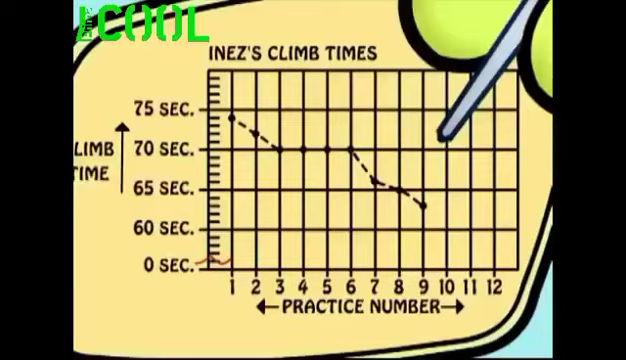 COOL
INEZ'S CLIMB TIMES
75 SEC.
LIMB
TIME
70 SEC.
65 SEC.
60 SEC.
0 SEC.
1 2 3 4 5 6 7 8 9 10 11 12
PRACTICE NUMBER